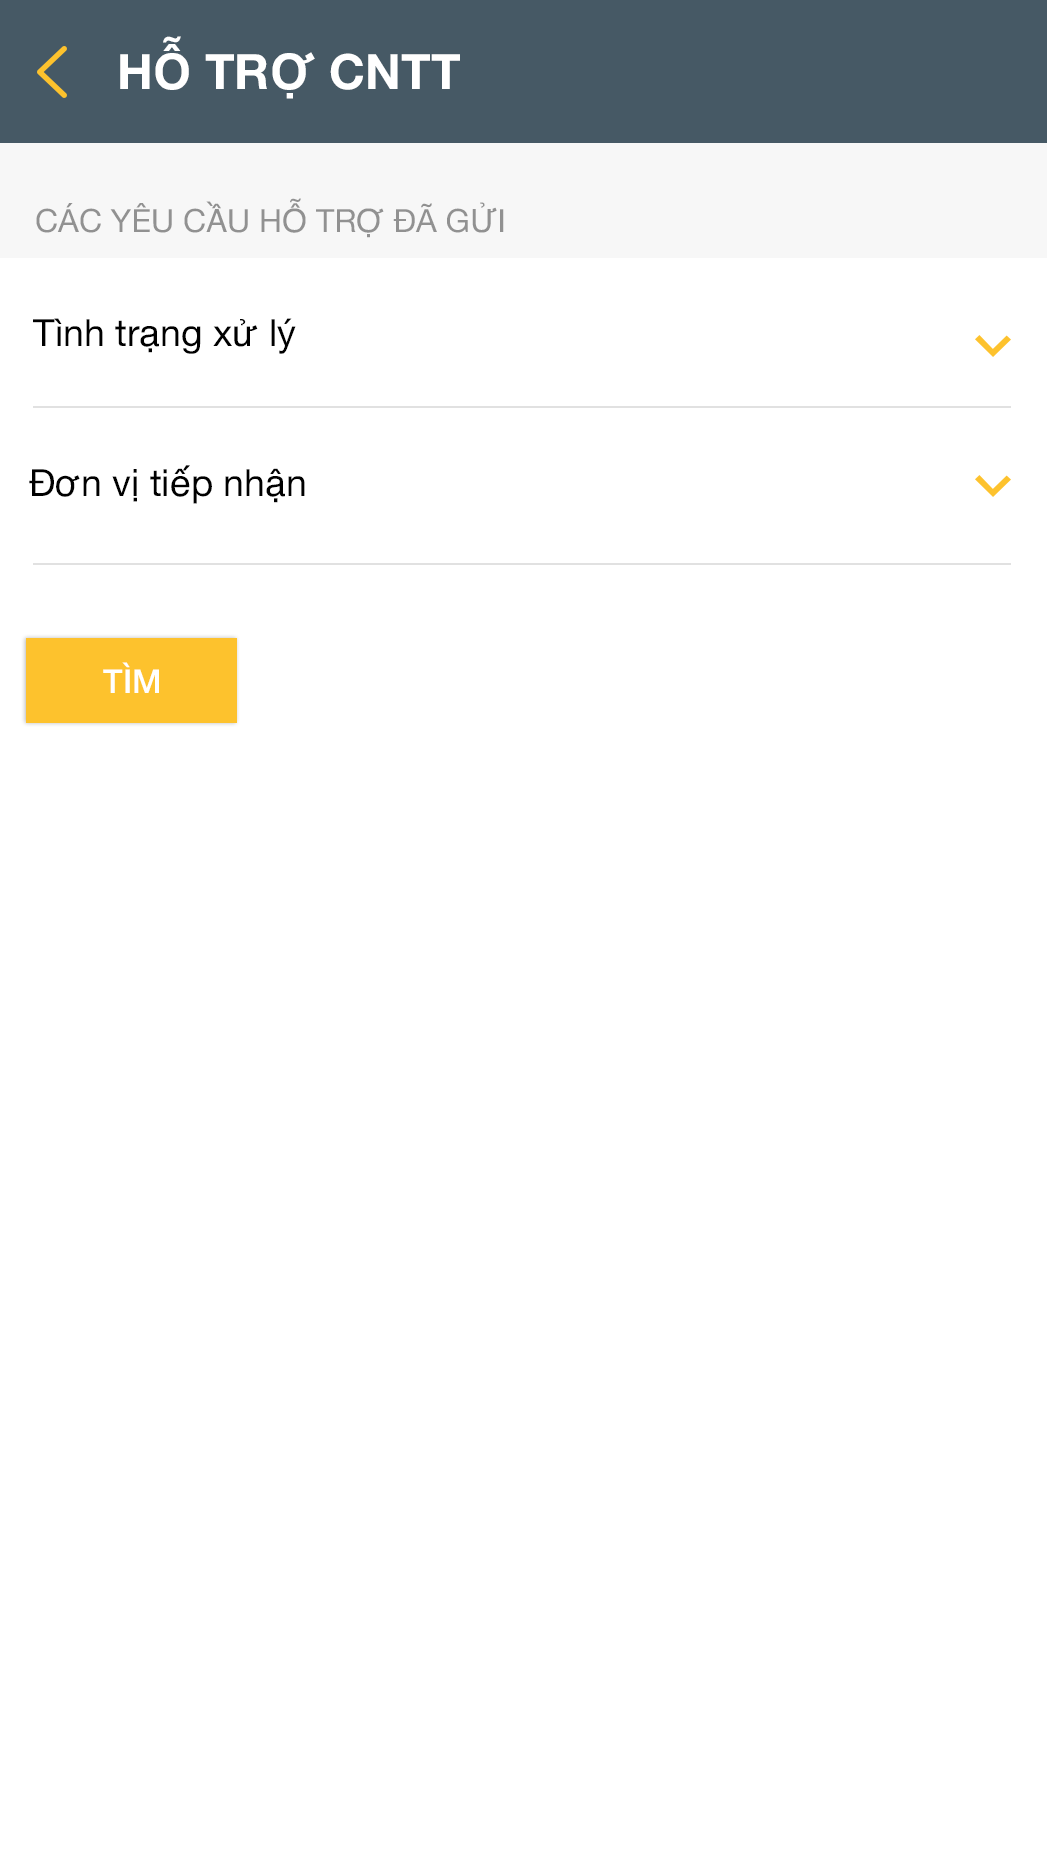 HỖ TRỢ CNTT
CÁC YÊU CẦU HỖ TRỢ ĐÃ GỬI
Tình trạng xử lý
Đơn vị tiếp nhận
TÌM